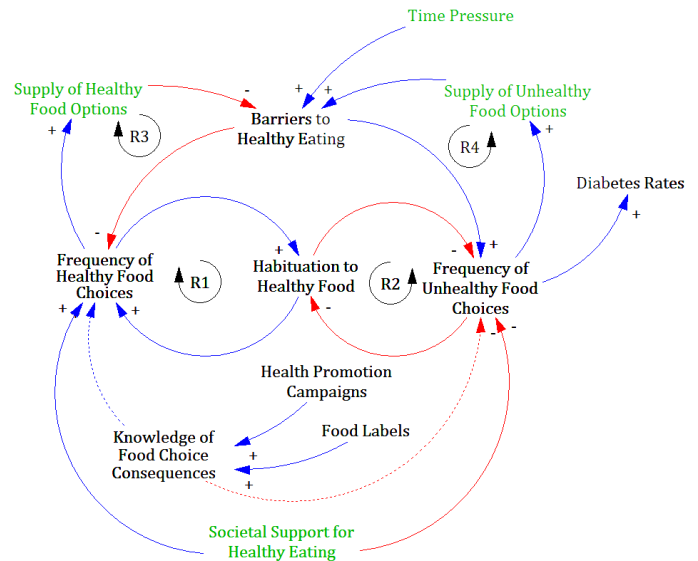 Time Pressure
Supply of Healthy
Food Options
Supply of Unhealthy
Food Options
-
+
+
Barriers to
Healthy Eating
+
R3
R4
+
Diabetes Rates
+
-
+
-
+
Frequency of
Healthy Food
Choices
R1
Habituation to
Healthy Food
R2
Frequency of
Unhealthy Food
Choices
+
+
+
-
-
-
Health Promotion
Campaigns
Food Labels
Knowledge of
Food Choice
Consequences
+
+
Societal Support for
Healthy Eating